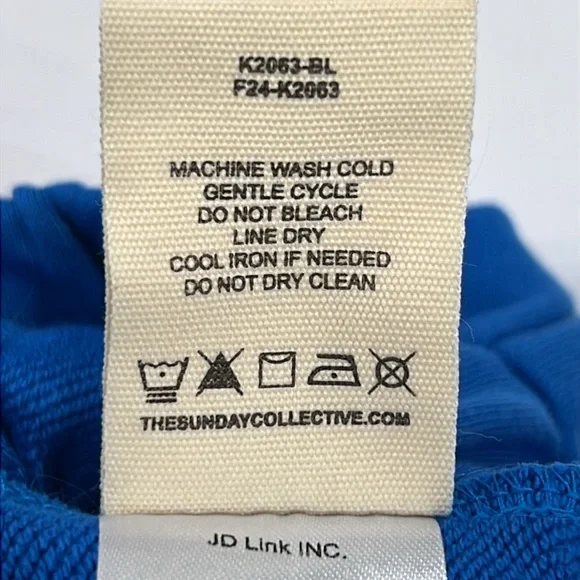 K2063-BL
F24-K2063
MACHINE WASH COLD
GENTLE CYCLE
DO NOT BLEACH
LINE DRY
COOL IRON IF NEEDED
DO NOT DRY CLEAN
THESUNDAYCOLLECTIVE.COM
JD Link INC.